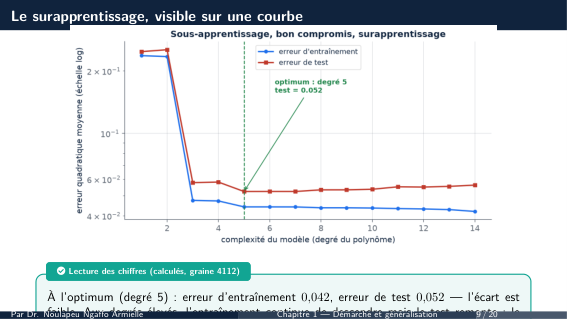 Le surapprentissage, visible sur une courbe
Sous-apprentissage, bon compromis, surapprentissage
erreur d'entraînement
erreur de test
optimum : degré 5
test = 0.052
erreur quadratique moyenne (échelle log)
2 × 10⁻¹
10⁻¹
6 × 10⁻²
4 × 10⁻²
2 4 6 8 10 12 14
complexité du modèle (degré du polynôme)
Lecture des chiffres (calculés, graine 4112)
À l'optimum (degré 5) : erreur d'entraînement 0,042, erreur de test 0,052 — l'écart est
Par Dr. Noulapeu Ngaffo Armielle Chapitre 1 — Démarche et généralisation 9 / 20